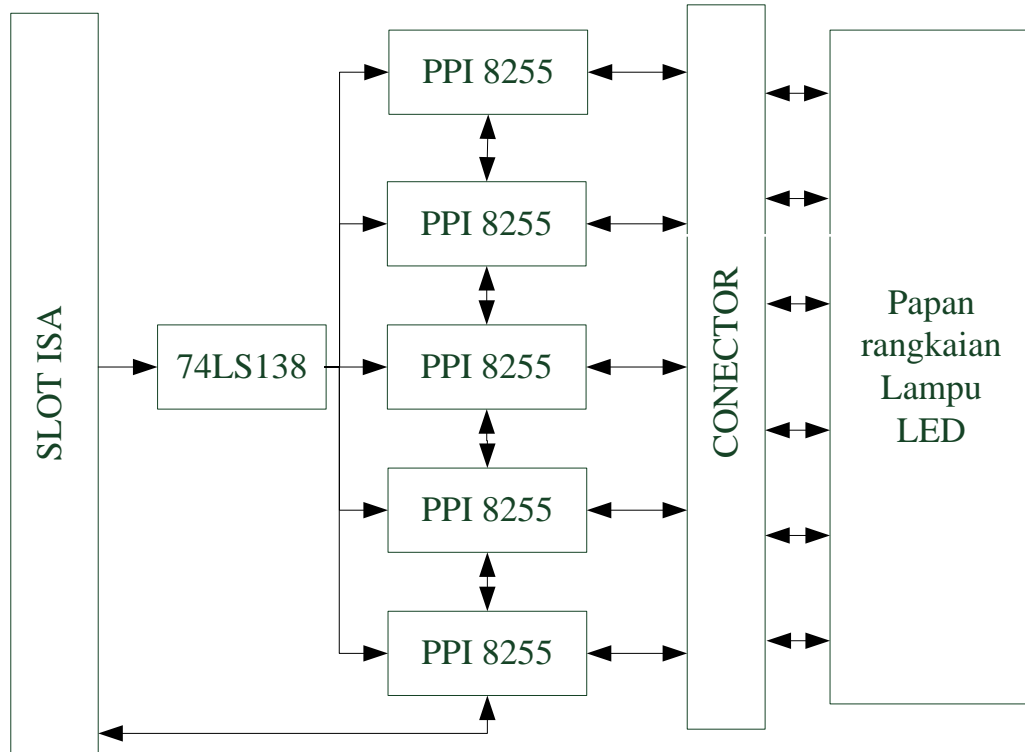 SLOT ISA
74LS138
PPI 8255
PPI 8255
PPI 8255
PPI 8255
PPI 8255
CONECTOR
Papan
rangkaian
Lampu
LED